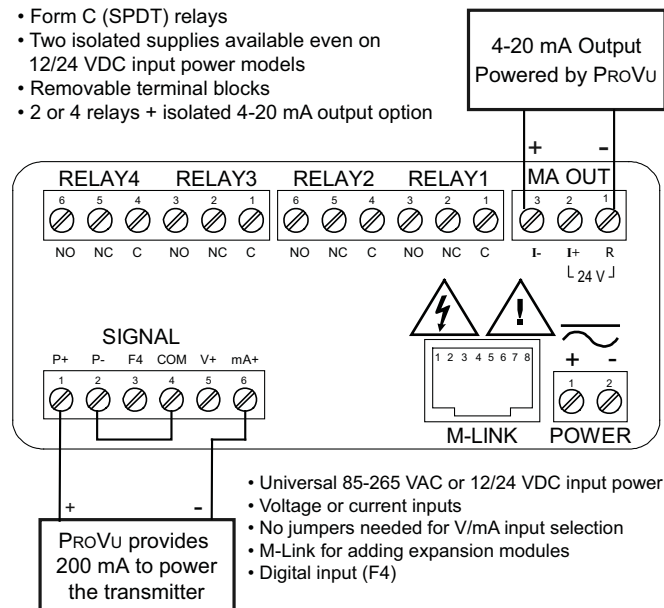 • Form C (SPDT) relays
• Two isolated supplies available even on
12/24 VDC input power models
• Removable terminal blocks
• 2 or 4 relays + isolated 4-20 mA output option
4-20 mA Output
Powered by PROVU
+ -
RELAY4 RELAY3 RELAY2 RELAY1 MA OUT
6 5 4 3 2 1 6 5 4 3 2 1 3 2 1
NO NC C NO NC C NO NC C NO NC C I- I+ R
24 V
SIGNAL
P+ P- F4 COM V+ mA+
1 2 3 4 5 6
!
1 2 3 4 5 6 7 8
+ -
1 2
M-LINK POWER
+ -
PROVU provides
200 mA to power
the transmitter
• Universal 85-265 VAC or 12/24 VDC input power
• Voltage or current inputs
• No jumpers needed for V/mA input selection
• M-Link for adding expansion modules
• Digital input (F4)